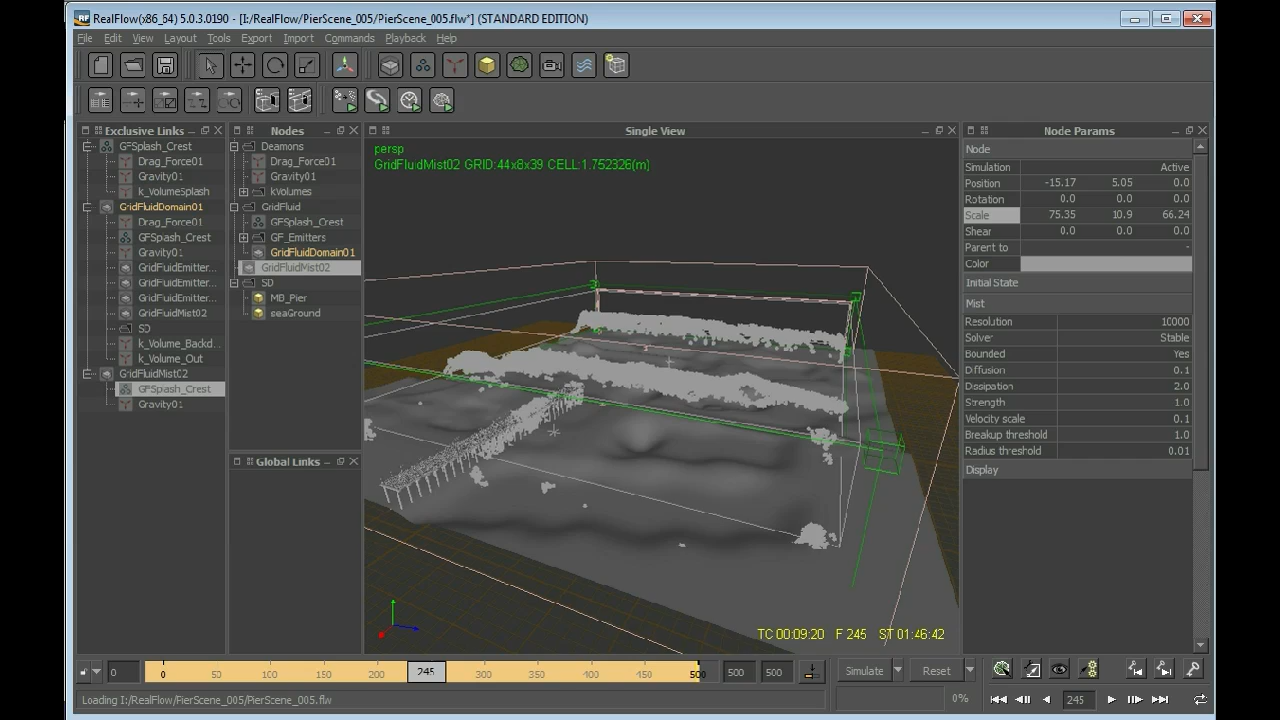 RealFlow(x86_64) 5.0.3.0190 - [I:/RealFlow/PierScene_005/PierScene_005.flw*] (STANDARD EDITION)
File Edit View Layout Tools Export Import Commands Playback Help
Exclusive Links
GFSplash_Crest
Drag_Force01
Gravity01
k_VolumeSplash
GridFluidDomain01
Drag_Force01
GFSpash_Crest
Gravity01
GridFluidEmitter...
GridFluidEmitter...
GridFluidEmitter...
GridFluidMist02
SD
k_Volume_Backd...
k_Volume_Out
GridFluidMist02
GFSpash_Crest
Gravity01
Nodes
Deamons
Drag_Force01
Gravity01
kVolumes
GridFluid
GFSplash_Crest
GF_Emitters
GridFluidDomain01
GridFluidMist02
SD
MB_Pier
seaGround
Global Links
Single View
persp
GridFluidMist02 GRID:44x8x39 CELL:1.752326(m)
TC 00:09:20 F 245 ST 01:46:42
Node Params
Node
Simulation Active
Position -15.17 5.05 0.0
Rotation 0.0 0.0 0.0
Scale 75.35 10.9 66.24
Shear 0.0 0.0 0.0
Parent to -
Color
Initial State
Mist
Resolution 10000
Solver Stable
Bounded Yes
Diffusion 0.1
Dissipation 2.0
Strength 1.0
Velocity scale 0.1
Breakup threshold 1.0
Radius threshold 0.01
Display
0 0 50 100 150 200 245 300 350 400 450 500 500 500 Simulate Reset
Loading I:/RealFlow/PierScene_005/PierScene_005.flw 0% 245